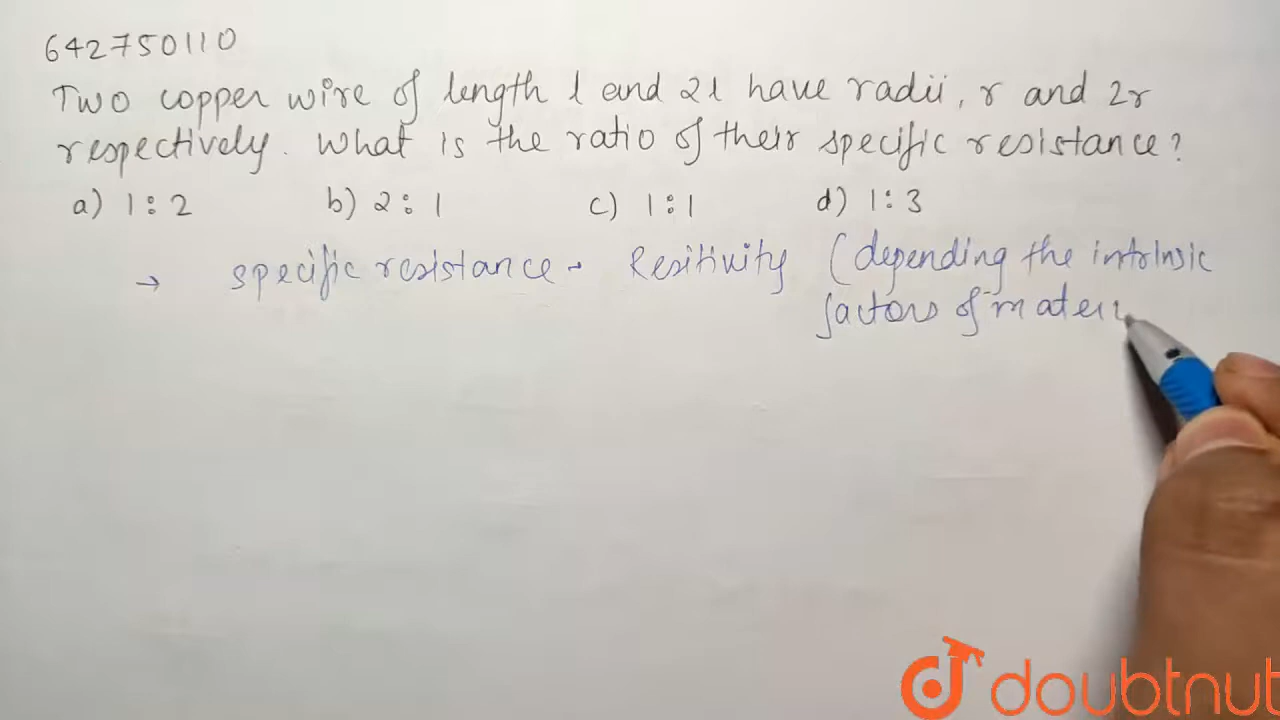 642750110
Two copper wire of length l and 2l have radii, r and 2r
respectively. What is the ratio of their specific resistance?
a) 1:2 b) 2:1 c) 1:1 d) 1:3
→ specific resistance - Resitivity (depending the intrinsic
factors of materi
doubtnut